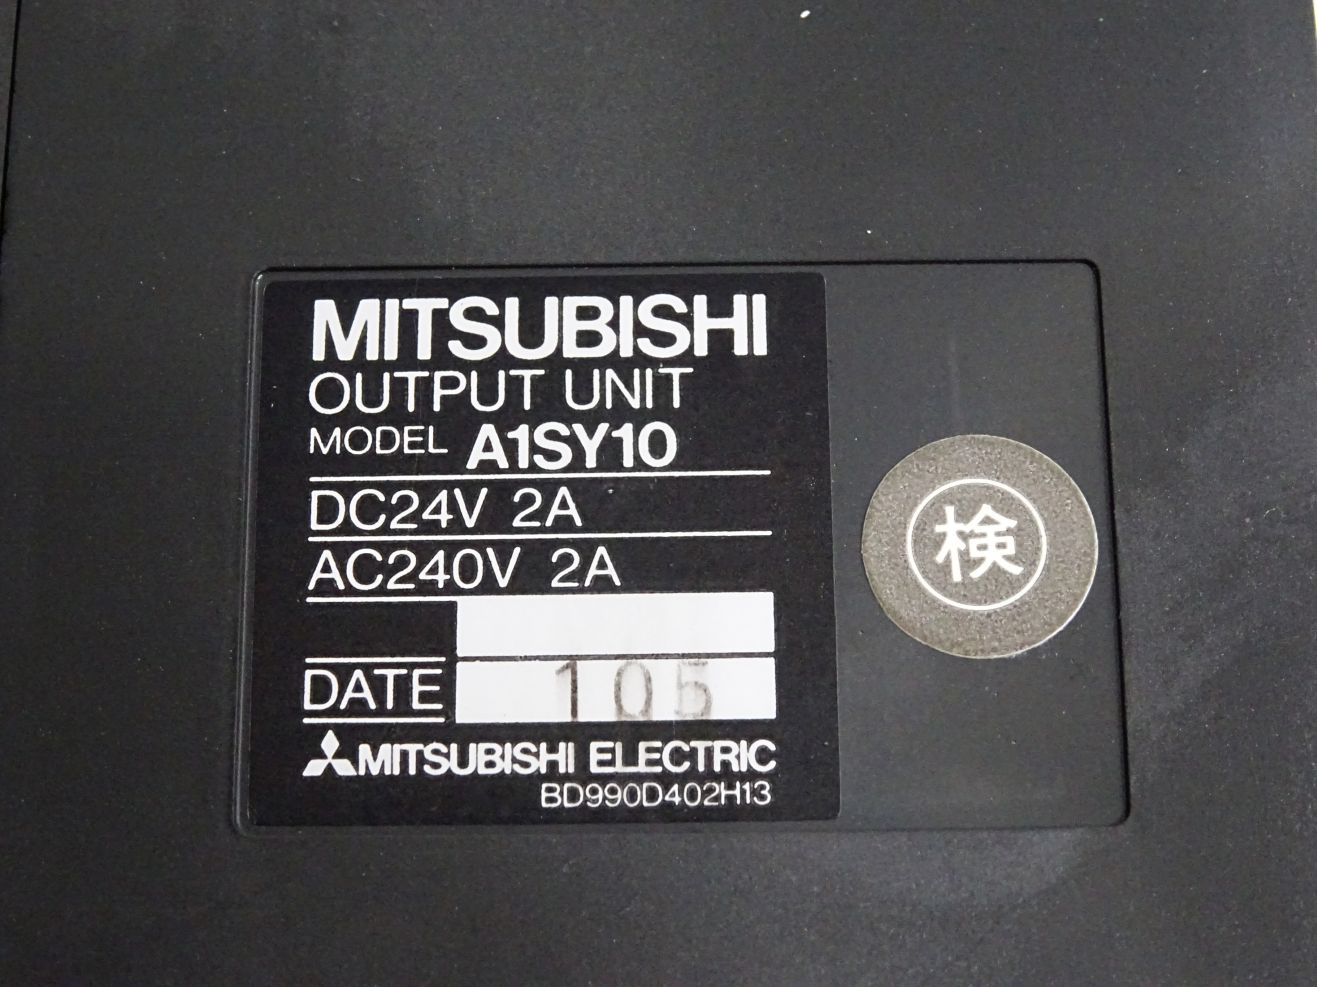 MITSUBISHI
OUTPUT UNIT
MODEL A1SY10
DC24V 2A
AC240V 2A
DATE 105
MITSUBISHI ELECTRIC
BD990D402H13
検